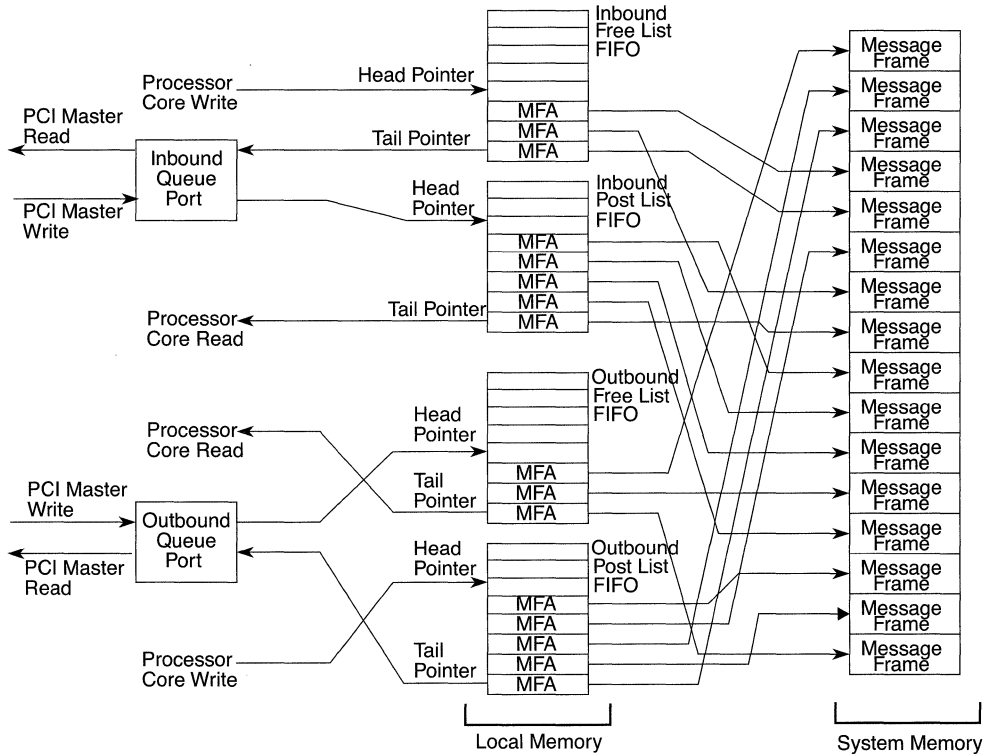 Inbound
Free List
FIFO
Head Pointer
Processor
Core Write
PCI Master
Read
Inbound
Queue
Port
Tail Pointer
MFA
MFA
MFA
PCI Master
Write
Head
Pointer
Inbound
Post List
FIFO
MFA
MFA
MFA
MFA
MFA
Tail Pointer
Processor
Core Read
Outbound
Free List
FIFO
Head
Pointer
Processor
Core Read
MFA
MFA
MFA
Tail
Pointer
PCI Master
Write
Outbound
Queue
Port
PCI Master
Read
Head
Pointer
Outbound
Post List
FIFO
MFA
MFA
MFA
MFA
MFA
Tail
Pointer
Processor
Core Write
Message
Frame
Message
Frame
Message
Frame
Message
Frame
Message
Frame
Message
Frame
Message
Frame
Message
Frame
Message
Frame
Message
Frame
Message
Frame
Message
Frame
Message
Frame
Message
Frame
Message
Frame
Message
Frame
Local Memory
System Memory